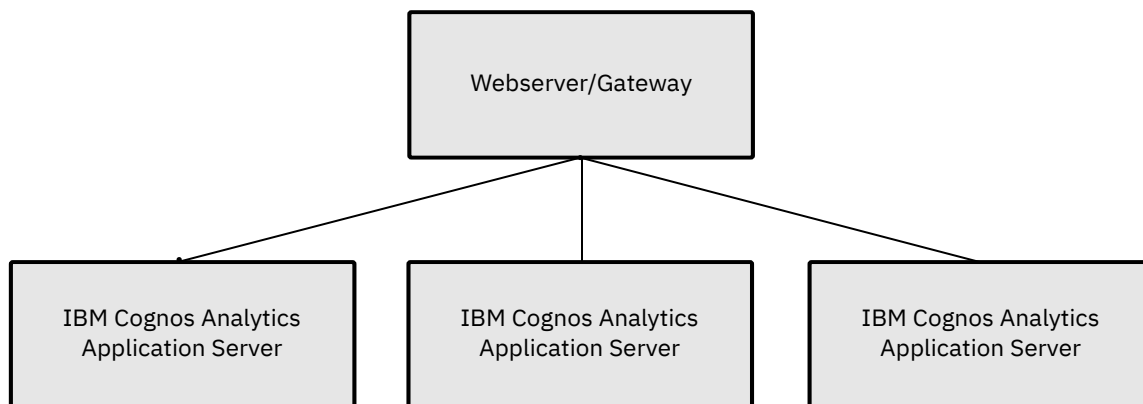 Webserver/Gateway
IBM Cognos Analytics
Application Server
IBM Cognos Analytics
Application Server
IBM Cognos Analytics
Application Server